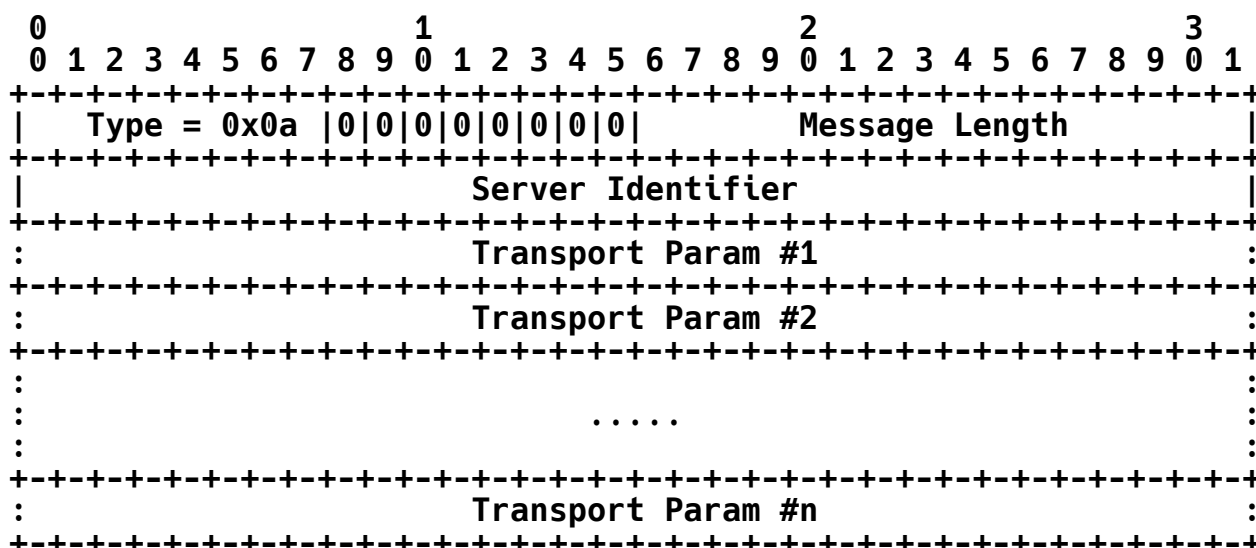 0                   1                   2                   3
 0 1 2 3 4 5 6 7 8 9 0 1 2 3 4 5 6 7 8 9 0 1 2 3 4 5 6 7 8 9 0 1
+-+-+-+-+-+-+-+-+-+-+-+-+-+-+-+-+-+-+-+-+-+-+-+-+-+-+-+-+-+-+-+-+
|   Type = 0x0a |0|0|0|0|0|0|0|0|        Message Length         |
+-+-+-+-+-+-+-+-+-+-+-+-+-+-+-+-+-+-+-+-+-+-+-+-+-+-+-+-+-+-+-+-+
|                       Server Identifier                       |
+-+-+-+-+-+-+-+-+-+-+-+-+-+-+-+-+-+-+-+-+-+-+-+-+-+-+-+-+-+-+-+-+
:                       Transport Param #1                      :
+-+-+-+-+-+-+-+-+-+-+-+-+-+-+-+-+-+-+-+-+-+-+-+-+-+-+-+-+-+-+-+-+
:                       Transport Param #2                      :
+-+-+-+-+-+-+-+-+-+-+-+-+-+-+-+-+-+-+-+-+-+-+-+-+-+-+-+-+-+-+-+-+
:                                                               :
:                             .....                             :
:                                                               :
+-+-+-+-+-+-+-+-+-+-+-+-+-+-+-+-+-+-+-+-+-+-+-+-+-+-+-+-+-+-+-+-+
:                       Transport Param #n                      :
+-+-+-+-+-+-+-+-+-+-+-+-+-+-+-+-+-+-+-+-+-+-+-+-+-+-+-+-+-+-+-+-+